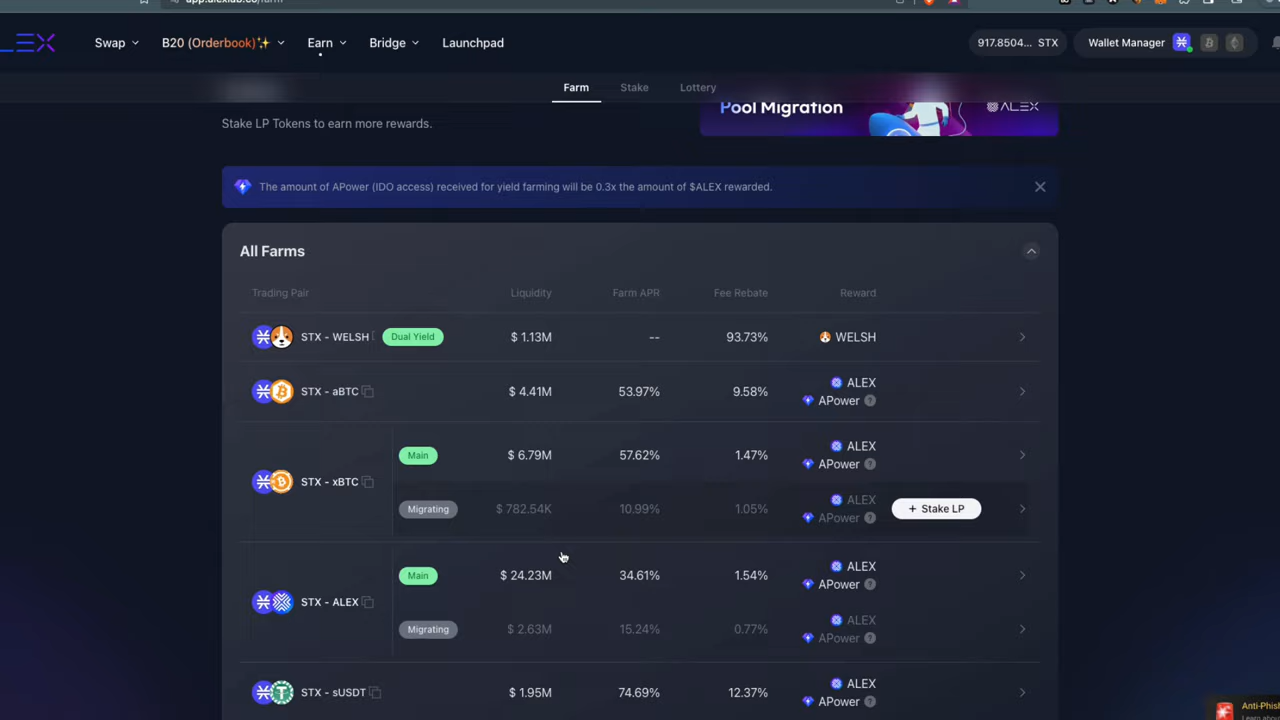 Swap
B20 (Orderbook)✨
Earn
Bridge
Launchpad
917.8504... STX
Wallet Manager
Farm
Stake
Lottery
Stake LP Tokens to earn more rewards.
Pool Migration
ALEX
The amount of APower (IDO access) received for yield farming will be 0.3x the amount of $ALEX rewarded.
All Farms
Trading Pair Liquidity Farm APR Fee Rebate Reward
STX - WELSH Dual Yield $ 1.13M -- 93.73% WELSH
STX - aBTC $ 4.41M 53.97% 9.58% ALEX
APower ?
STX - xBTC
Main $ 6.79M 57.62% 1.47% ALEX
APower ?
Migrating $ 782.54K 10.99% 1.05% ALEX
APower ?
+ Stake LP
STX - ALEX
Main $ 24.23M 34.61% 1.54% ALEX
APower ?
Migrating $ 2.63M 15.24% 0.77% ALEX
APower ?
STX - sUSDT $ 1.95M 74.69% 12.37% ALEX
APower ?